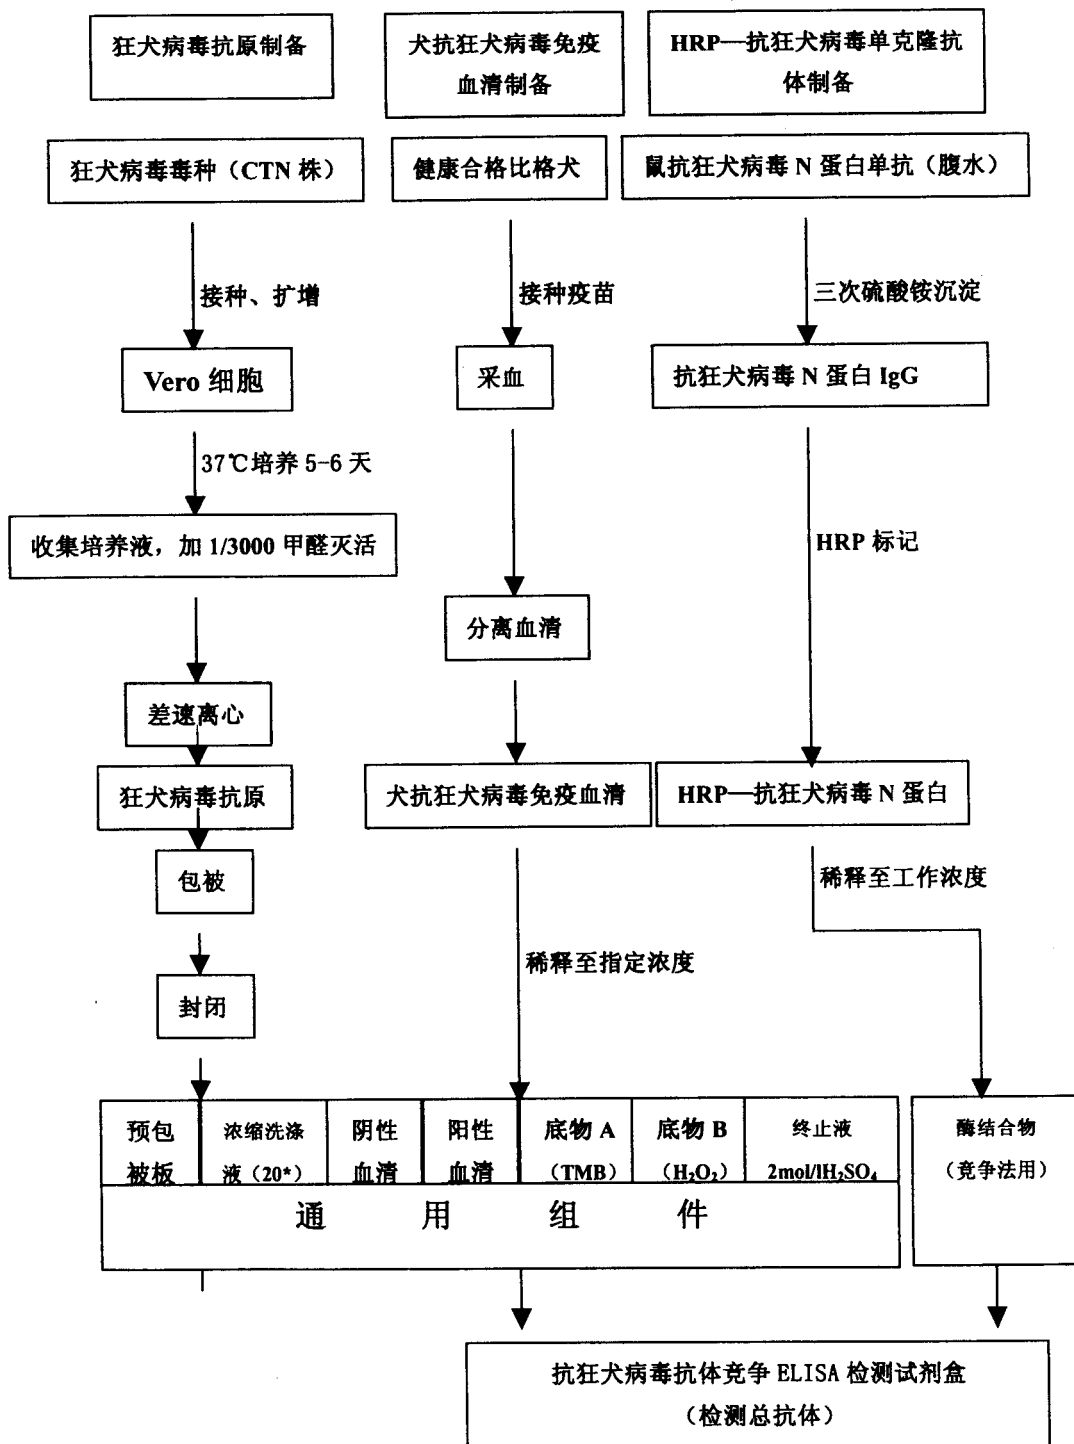 狂犬病毒抗原制备
犬抗狂犬病毒免疫
血清制备
HRP—抗狂犬病毒单克隆抗
体制备
狂犬病毒毒种（CTN 株）
健康合格比格犬
鼠抗狂犬病毒 N 蛋白单抗（腹水）
接种、扩增
接种疫苗
三次硫酸铵沉淀
Vero 细胞
采血
抗狂犬病毒 N 蛋白 IgG
37℃培养 5-6 天
收集培养液，加 1/3000 甲醛灭活
HRP 标记
分离血清
差速离心
狂犬病毒抗原
犬抗狂犬病毒免疫血清
HRP—抗狂犬病毒 N 蛋白
包被
稀释至工作浓度
稀释至指定浓度
封闭
预包
被板
浓缩洗涤
液（20*）
阴性
血清
阳性
血清
底物 A
（TMB）
底物 B
（H₂O₂）
终止液
2mol/lH₂SO₄
酶结合物
（竞争法用）
通 用 组 件
抗狂犬病毒抗体竞争 ELISA 检测试剂盒
（检测总抗体）